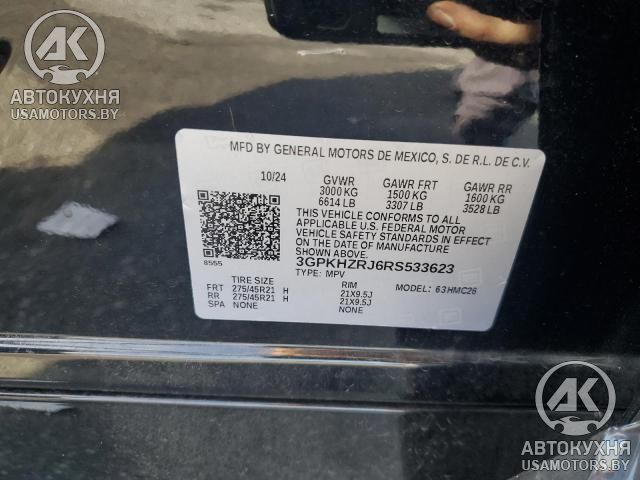 AK
АВТОКУХНЯ
USAMOTORS.BY
MFD BY GENERAL MOTORS DE MEXICO, S. DE R.L. DE C.V.
10/24 GVWR GAWR FRT GAWR RR
3000 KG 1500 KG 1600 KG
6614 LB 3307 LB 3528 LB
THIS VEHICLE CONFORMS TO ALL
APPLICABLE U.S. FEDERAL MOTOR
VEHICLE SAFETY STANDARDS IN
EFFECT ON THE DATE OF MANUFACTURE
SHOWN ABOVE.
8555 3GPKHZRJ6RS533623
TYPE: MPV
TIRE SIZE RIM MODEL: 63HMC26
FRT 275/45R21 H 21X9.5J
RR 275/45R21 H 21X9.5J
SPA NONE NONE
AK
АВТОКУХНЯ
USAMOTORS.BY